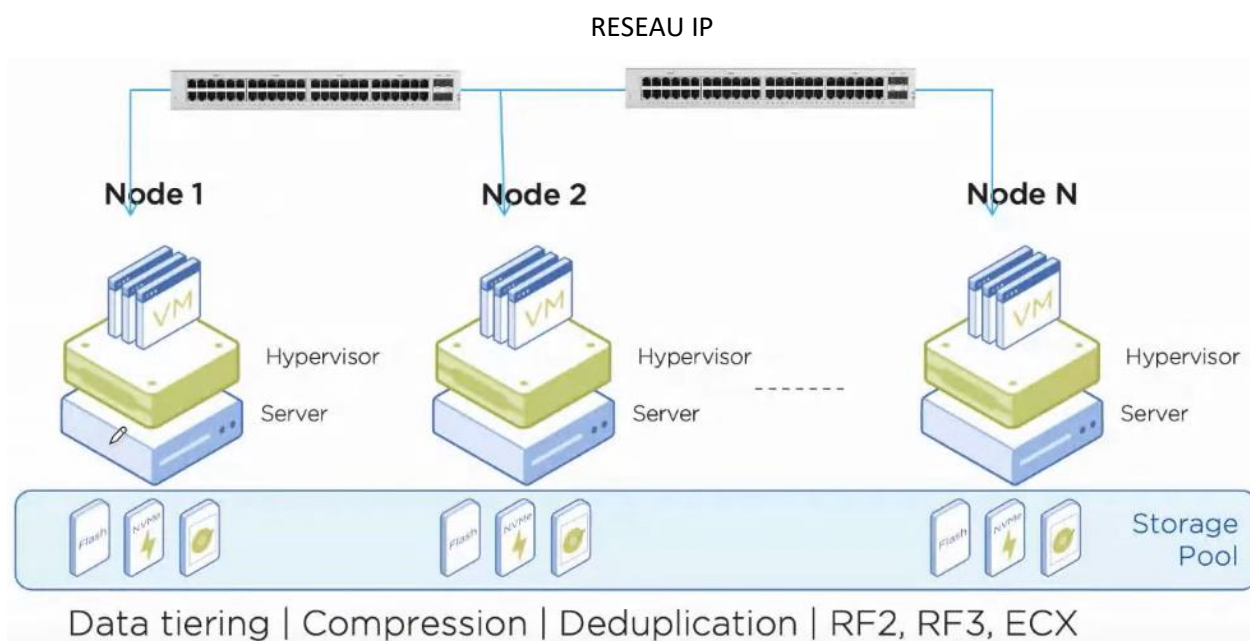 RESEAU IP
Node 1
Node 2
Node N
VM
VM
VM
Hypervisor
Hypervisor
Hypervisor
Server
Server
Server
Flash
NVMe
Flash
NVMe
Flash
NVMe
Storage
Pool
Data tiering | Compression | Deduplication | RF2, RF3, ECX